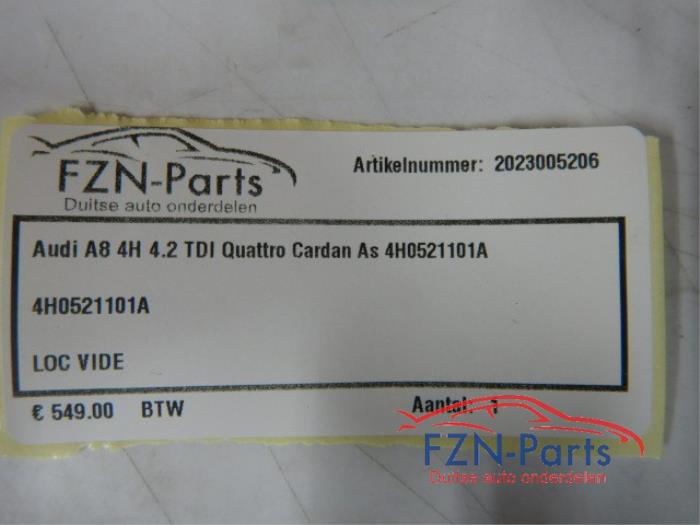 FZN-Parts
Duitse auto onderdelen
Artikelnummer: 2023005206
Audi A8 4H 4.2 TDI Quattro Cardan As 4H0521101A
4H0521101A
LOC VIDE
€ 549.00 BTW
Aantal: 1
FZN-Parts
Duitse auto onderdelen